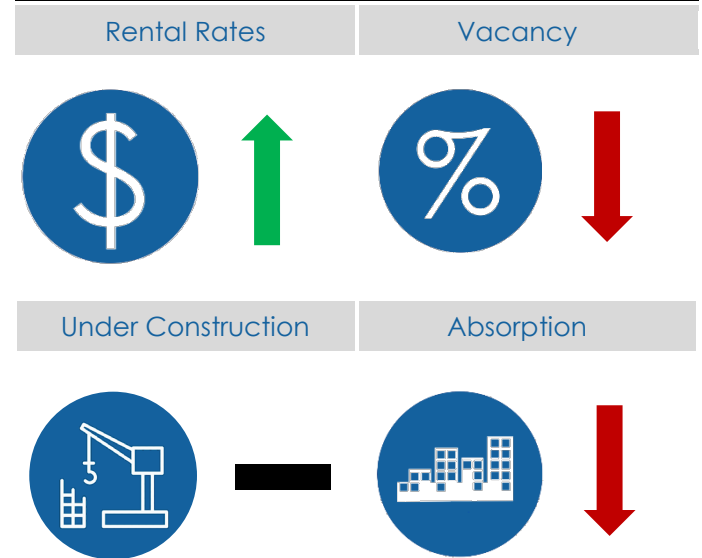 Rental Rates
Vacancy
$
%
Under Construction
Absorption